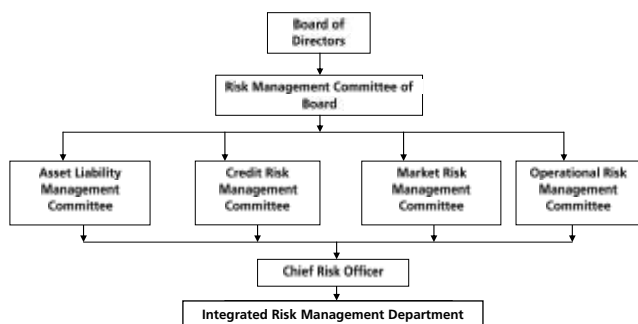 Board of
Directors
Risk Management Committee of
Board
Asset Liability
Management
Committee
Credit Risk
Management
Committee
Market Risk
Management
Committee
Operational Risk
Management
Committee
Chief Risk Officer
Integrated Risk Management Department